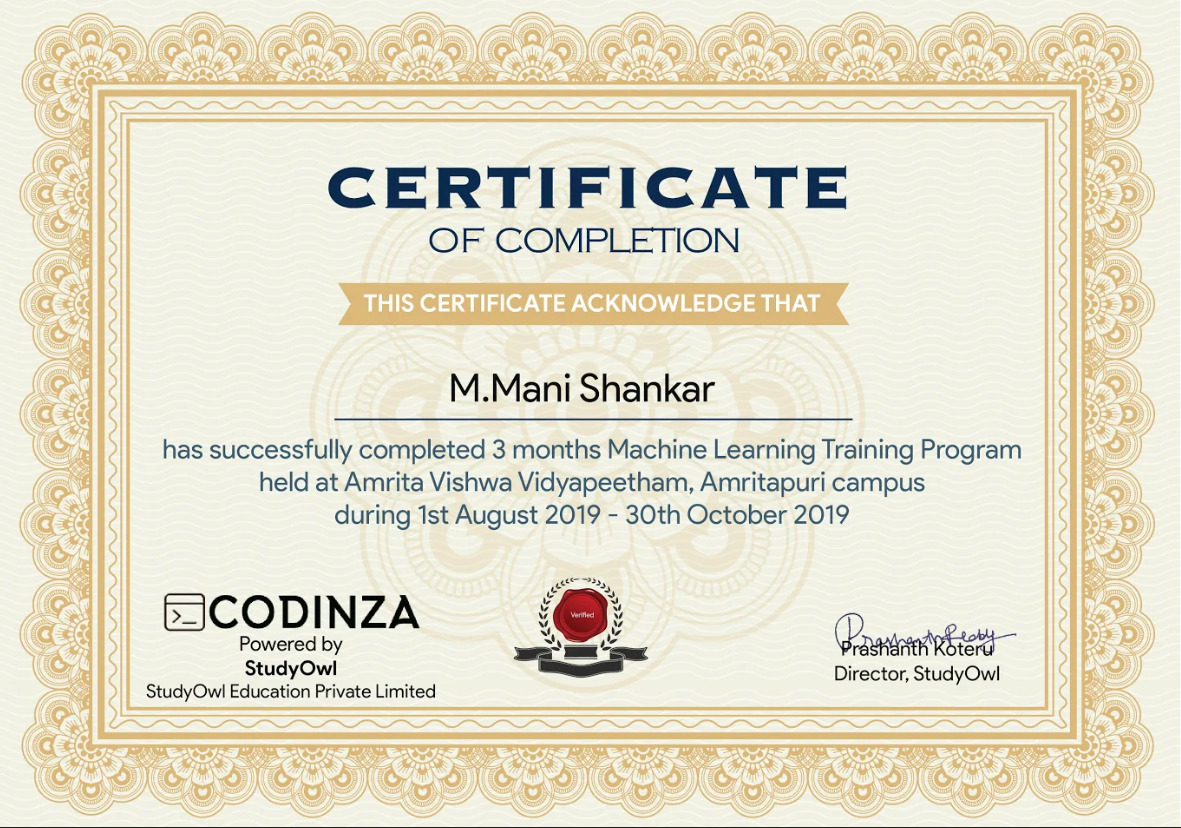 CERTIFICATE
OF COMPLETION
THIS CERTIFICATE ACKNOWLEDGE THAT
M.Mani Shankar
has successfully completed 3 months Machine Learning Training Program
held at Amrita Vishwa Vidyapeetham, Amritapuri campus
during 1st August 2019 - 30th October 2019
CODINZA
Powered by
StudyOwl
StudyOwl Education Private Limited
Verified
Prashanth Reddy
Prashanth Koteru
Director, StudyOwl